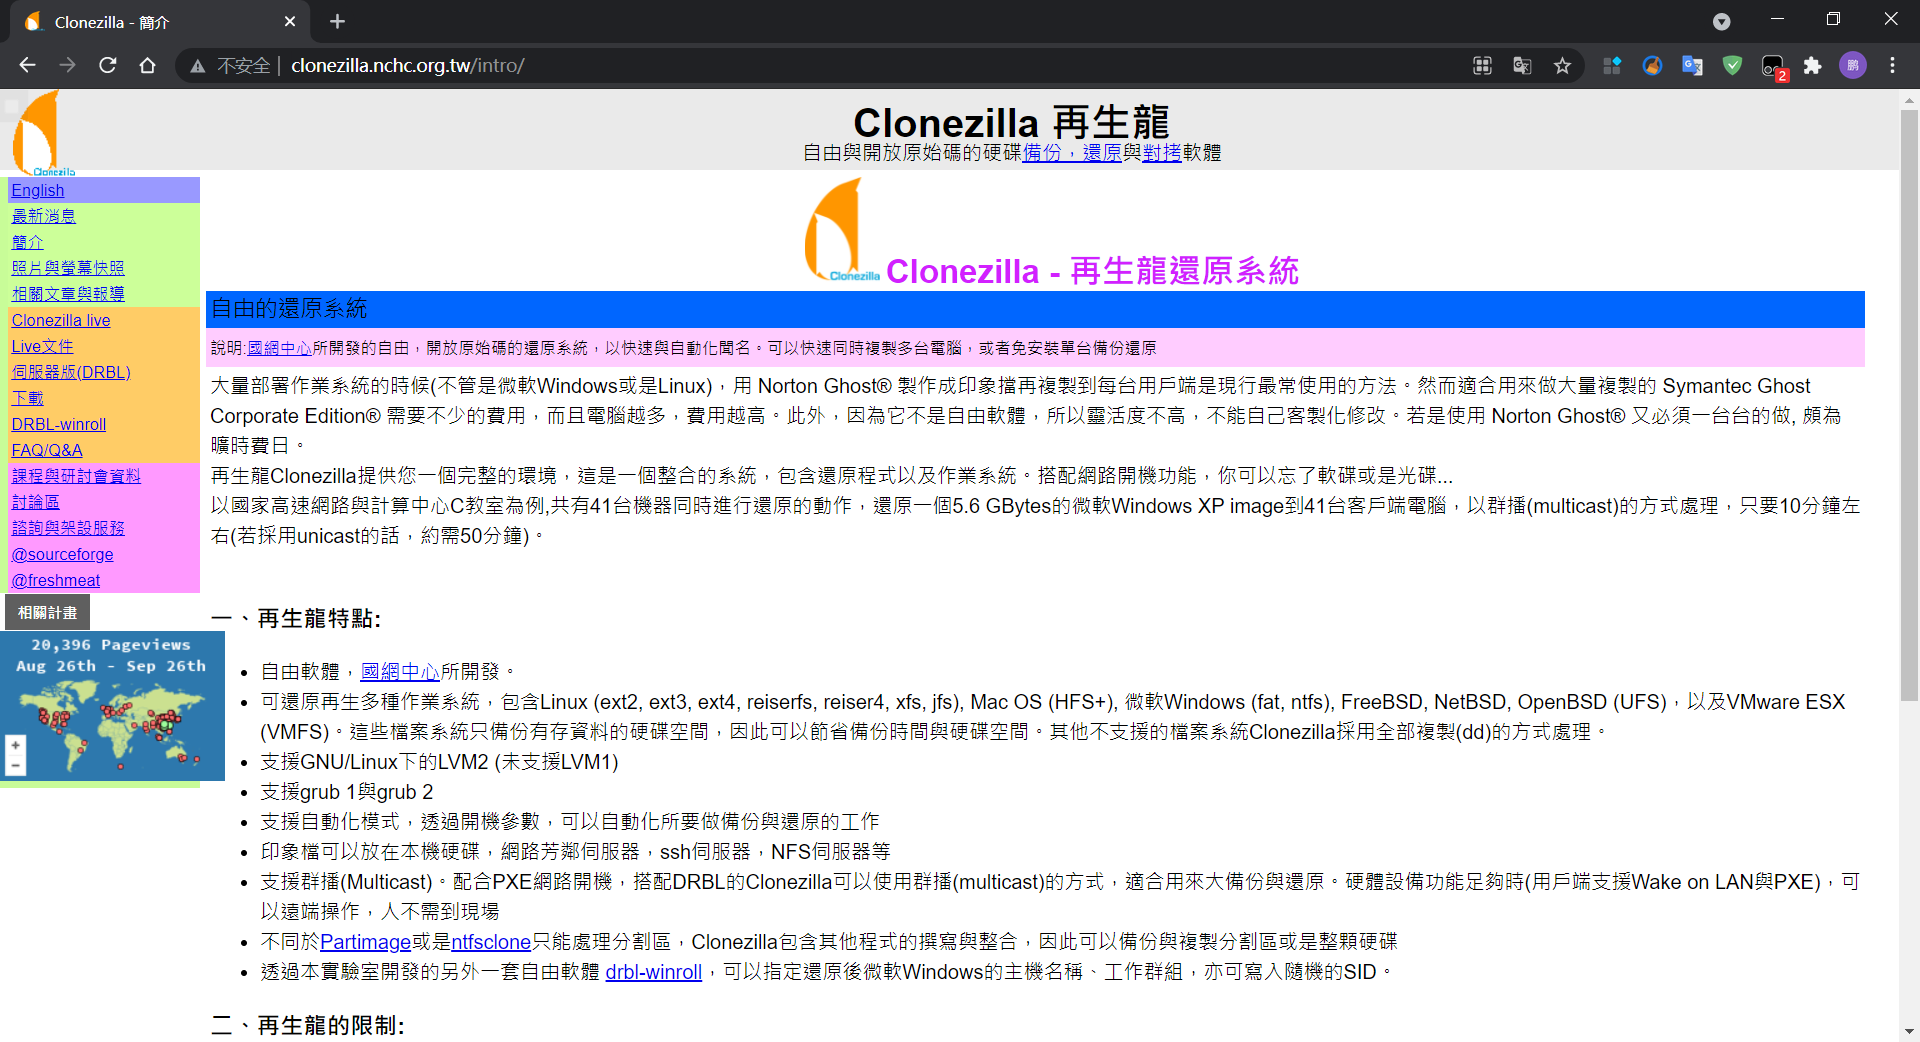 Clonezilla - 簡介
不安全 | clonezilla.nchc.org.tw/intro/
2
鹏
Clonezilla
Clonezilla 再生龍
自由與開放原始碼的硬碟備份，還原與對拷軟體
English
最新消息
簡介
照片與螢幕快照
相關文章與報導
Clonezilla live
Live文件
伺服器版(DRBL)
下載
DRBL-winroll
FAQ/Q&A
課程與研討會資料
討論區
諮詢與架設服務
@sourceforge
@freshmeat
相關計畫
20,396 Pageviews
Aug 26th - Sep 26th
Clonezilla
Clonezilla - 再生龍還原系統
自由的還原系統
說明:國網中心所開發的自由，開放原始碼的還原系統，以快速與自動化聞名。可以快速同時複製多台電腦，或者免安裝單台備份還原
大量部署作業系統的時候(不管是微軟Windows或是Linux)，用 Norton Ghost® 製作成印象擋再複製到每台用戶端是現行最常使用的方法。然而適合用來做大量複製的 Symantec Ghost
Corporate Edition® 需要不少的費用，而且電腦越多，費用越高。此外，因為它不是自由軟體，所以靈活度不高，不能自己客製化修改。若是使用 Norton Ghost® 又必須一台台的做, 頗為
曠時費日。
再生龍Clonezilla提供您一個完整的環境，這是一個整合的系統，包含還原程式以及作業系統。搭配網路開機功能，你可以忘了軟碟或是光碟...
以國家高速網路與計算中心C教室為例,共有41台機器同時進行還原的動作，還原一個5.6 GBytes的微軟Windows XP image到41台客戶端電腦，以群播(multicast)的方式處理，只要10分鐘左
右(若採用unicast的話，約需50分鐘)。
一、再生龍特點:
自由軟體，國網中心所開發。
可還原再生多種作業系統，包含Linux (ext2, ext3, ext4, reiserfs, reiser4, xfs, jfs), Mac OS (HFS+), 微軟Windows (fat, ntfs), FreeBSD, NetBSD, OpenBSD (UFS)，以及VMware ESX
(VMFS)。這些檔案系統只備份有存資料的硬碟空間，因此可以節省備份時間與硬碟空間。其他不支援的檔案系統Clonezilla採用全部複製(dd)的方式處理。
支援GNU/Linux下的LVM2 (未支援LVM1)
支援grub 1與grub 2
支援自動化模式，透過開機參數，可以自動化所要做備份與還原的工作
印象檔可以放在本機硬碟，網路芳鄰伺服器，ssh伺服器，NFS伺服器等
支援群播(Multicast)。配合PXE網路開機，搭配DRBL的Clonezilla可以使用群播(multicast)的方式，適合用來大備份與還原。硬體設備功能足夠時(用戶端支援Wake on LAN與PXE)，可
以遠端操作，人不需到現場
不同於Partimage或是ntfsclone只能處理分割區，Clonezilla包含其他程式的撰寫與整合，因此可以備份與複製分割區或是整顆硬碟
透過本實驗室開發的另外一套自由軟體 drbl-winroll，可以指定還原後微軟Windows的主機名稱、工作群組，亦可寫入隨機的SID。
二、再生龍的限制: